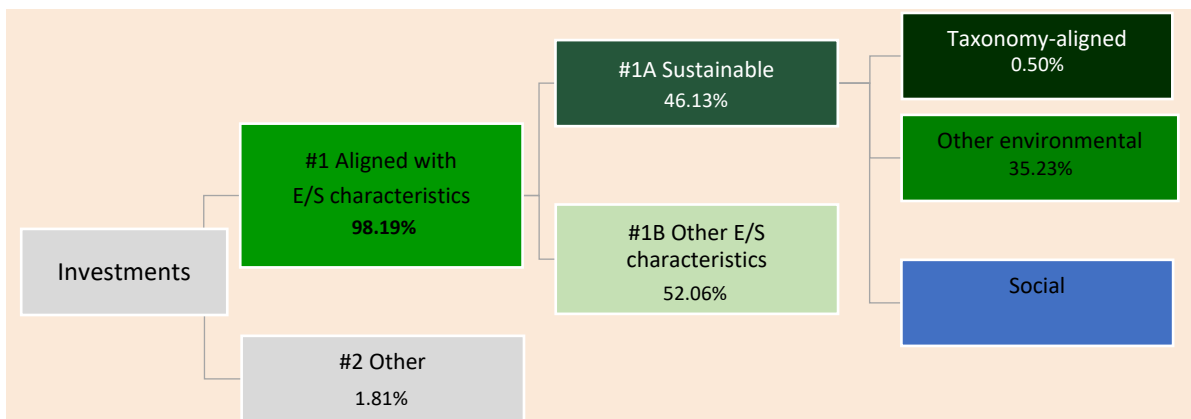 Investments
#1 Aligned with
E/S characteristics
98.19%
#2 Other
1.81%
#1A Sustainable
46.13%
#1B Other E/S
characteristics
52.06%
Taxonomy-aligned
0.50%
Other environmental
35.23%
Social